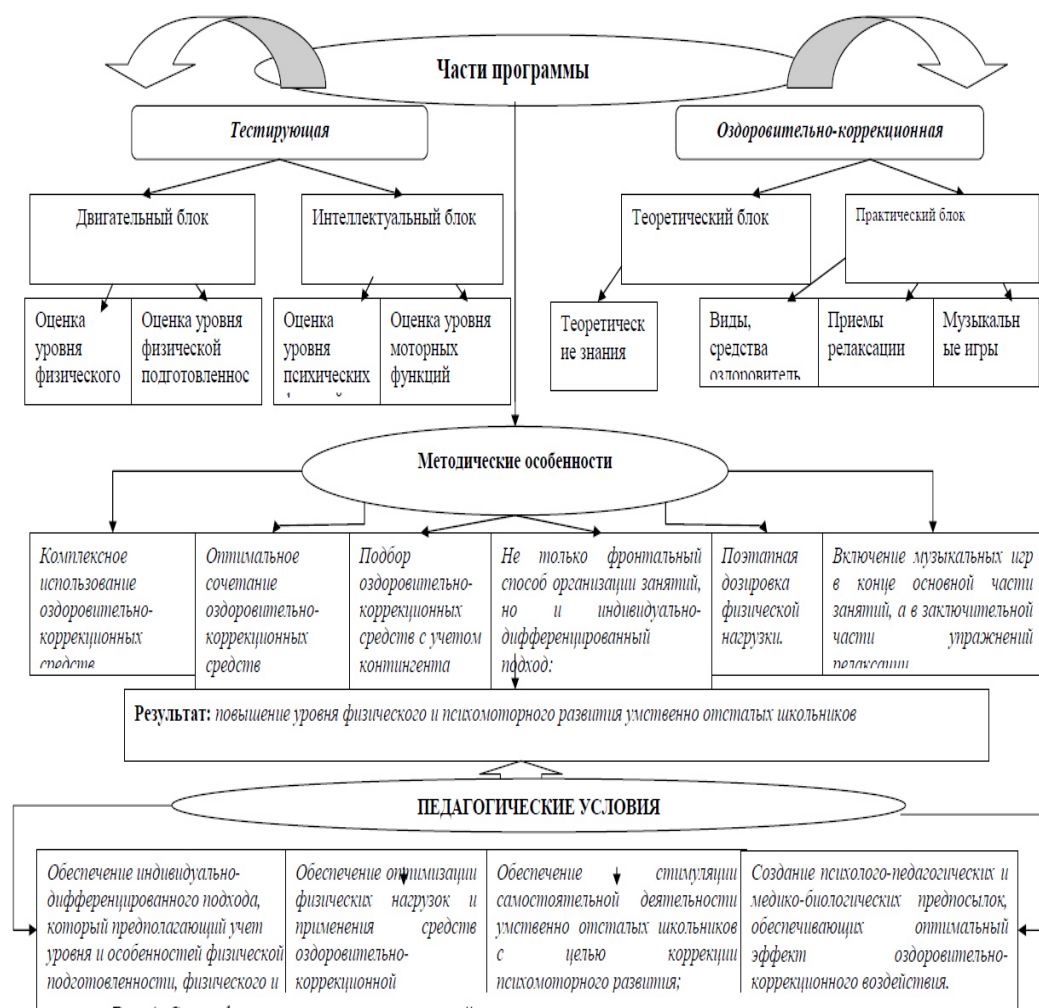 Части программы
Тестирующая
Оздоровительно-коррекционная
Двигательный блок
Интеллектуальный блок
Теоретический блок
Практический блок
Оценка
уровня
физического
Оценка уровня
физической
подготовленнос
Оценка
уровня
психических
Оценка уровня
моторных
функций
Теоретическ
ие знания
Виды,
средства
оздоровитель
Приемы
релаксации
Музыкальн
ые игры
Методические особенности
Комплексное
использование
оздоровительно-
коррекционных
средств
Оптимальное
сочетание
оздоровительно-
коррекционных
средств
Подбор
оздоровительно-
коррекционных
средств с учетом
контингента
Не только фронтальный
способ организации занятий,
но и индивидуально-
дифференцированный
подход:
Поэтапная
дозировка
физической
нагрузки.
Включение музыкальных игр
в конце основной части
занятий, а в заключительной
части упражнений
релаксации
Результат: повышение уровня физического и психомоторного развития умственно отсталых школьников
ПЕДАГОГИЧЕСКИЕ УСЛОВИЯ
Обеспечение индивидуально-
дифференцированного подхода,
который предполагающий учет
уровня и особенностей физической
подготовленности, физического и
Обеспечение оптимизации
физических нагрузок и
применения средств
оздоровительно-
коррекционной
Обеспечение стимуляции
самостоятельной деятельности
умственно отсталых школьников
с целью коррекции
психомоторного развития;
Создание психолого-педагогических и
медико-биологических предпосылок,
обеспечивающих оптимальный
эффект оздоровительно-
коррекционного воздействия.